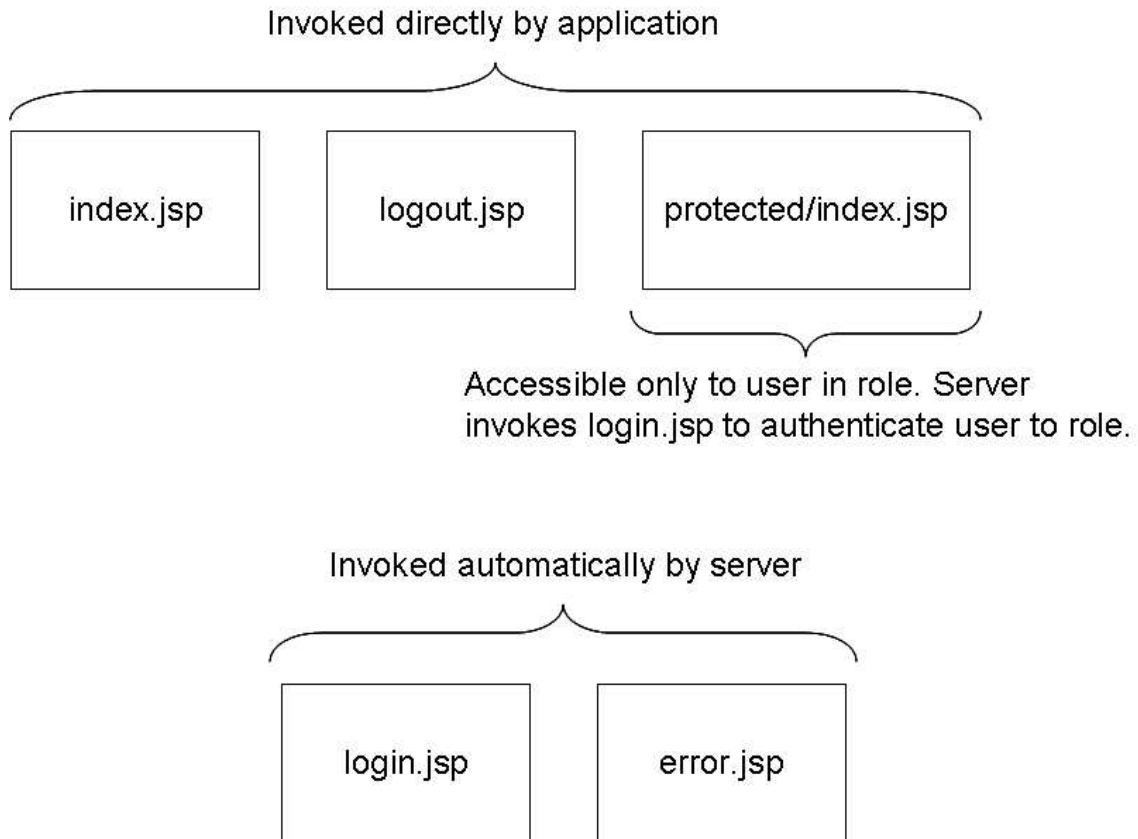 Invoked directly by application
index.jsp
logout.jsp
protected/index.jsp
Accessible only to user in role. Server
invokes login.jsp to authenticate user to role.
Invoked automatically by server
login.jsp
error.jsp